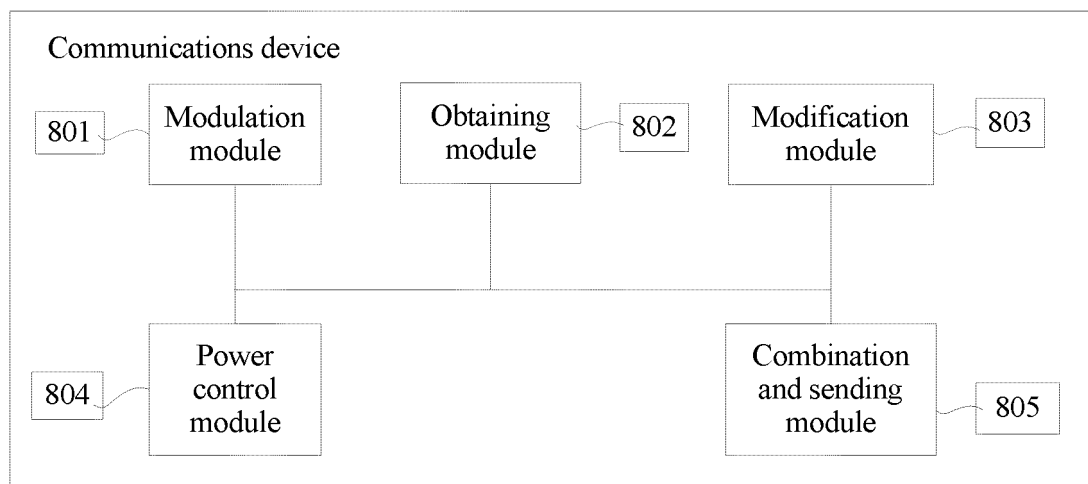 Communications device
801
Modulation
module
Obtaining
module
802
Modification
module
803
804
Power
control
module
Combination
and sending
module
805